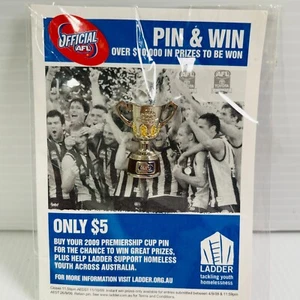 OFFICIAL
AFL
PIN & WIN
OVER $10,000 IN PRIZES TO BE WON
ONLY $5
BUY YOUR 2009 PREMIERSHIP CUP PIN
FOR THE CHANCE TO WIN GREAT PRIZES,
PLUS HELP LADDER SUPPORT HOMELESS
YOUTH ACROSS AUSTRALIA.
FOR MORE INFORMATION VISIT LADDER.ORG.AU
LADDER
tackling youth
homelessness